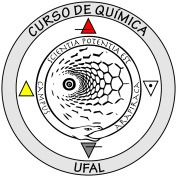 CURSO DE QUÍMICA
SCIENTIA POTENTIA EST
CAMPUS
ARAPIRACA
UFAL